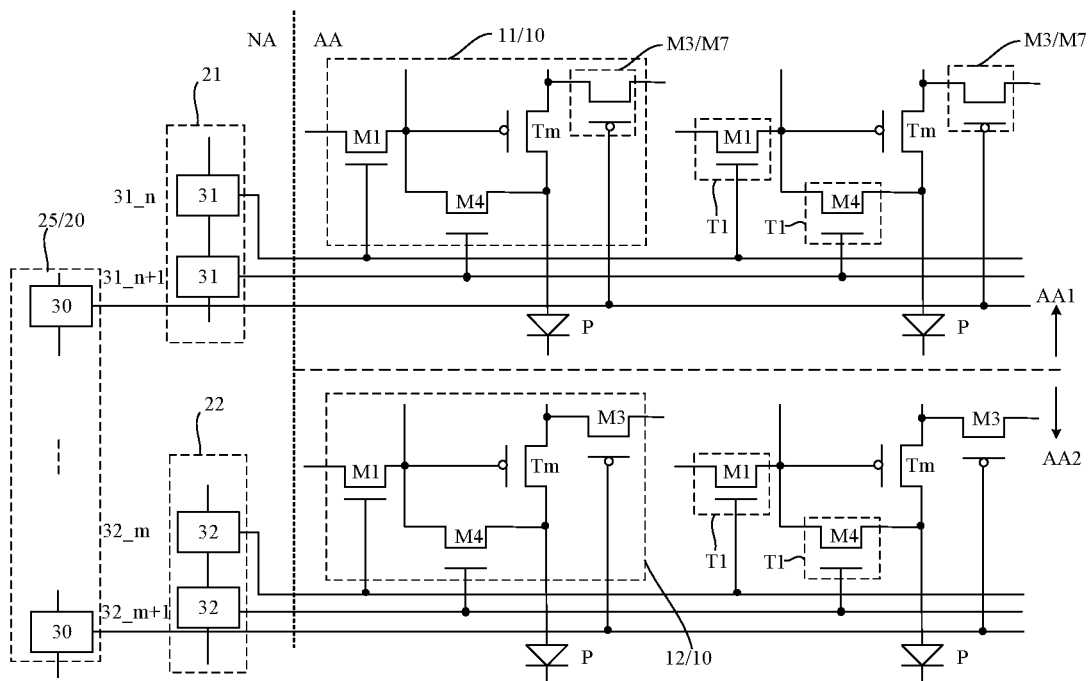 NA
AA
11/10
M3/M7
M3/M7
21
M1
Tm
M1
Tm
31_n
31
M4
T1
T1
M4
25/20
31_n+1
31
30
AA1
P
P
22
M3
M3
AA2
M1
Tm
M1
Tm
32_m
32
M4
T1
T1
M4
32_m+1
32
30
P
12/10
P